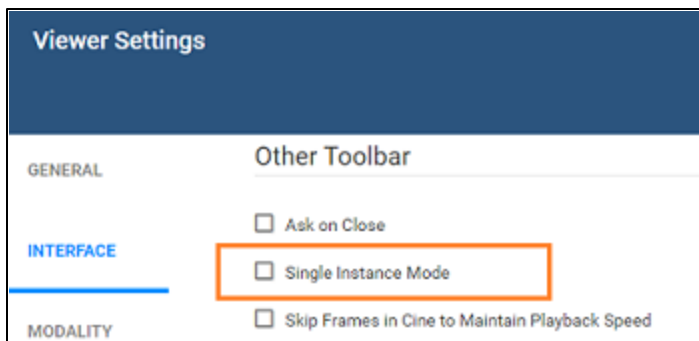 Viewer Settings
GENERAL
INTERFACE
MODALITY
Other Toolbar
Ask on Close
Single Instance Mode
Skip Frames in Cine to Maintain Playback Speed